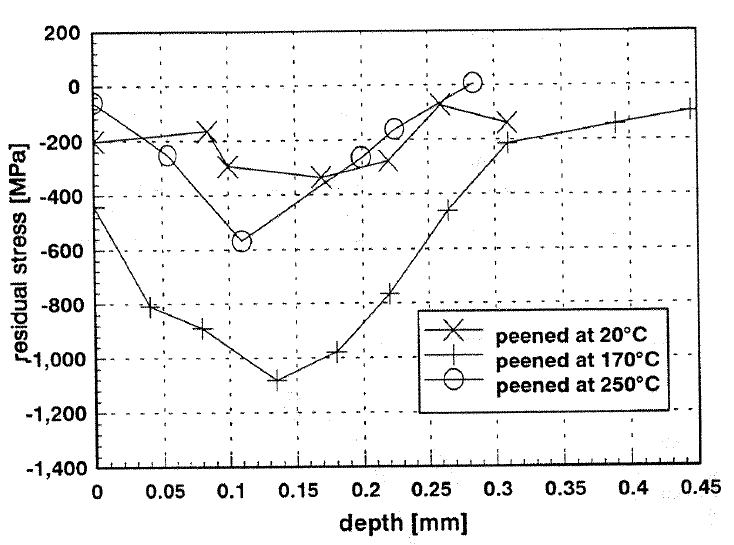 200
0
-200
-400
-600
-800
-1,000
-1,200
-1,400
residual stress [MPa]
peened at 20°C
peened at 170°C
peened at 250°C
0 0.05 0.1 0.15 0.2 0.25 0.3 0.35 0.4 0.45
depth [mm]